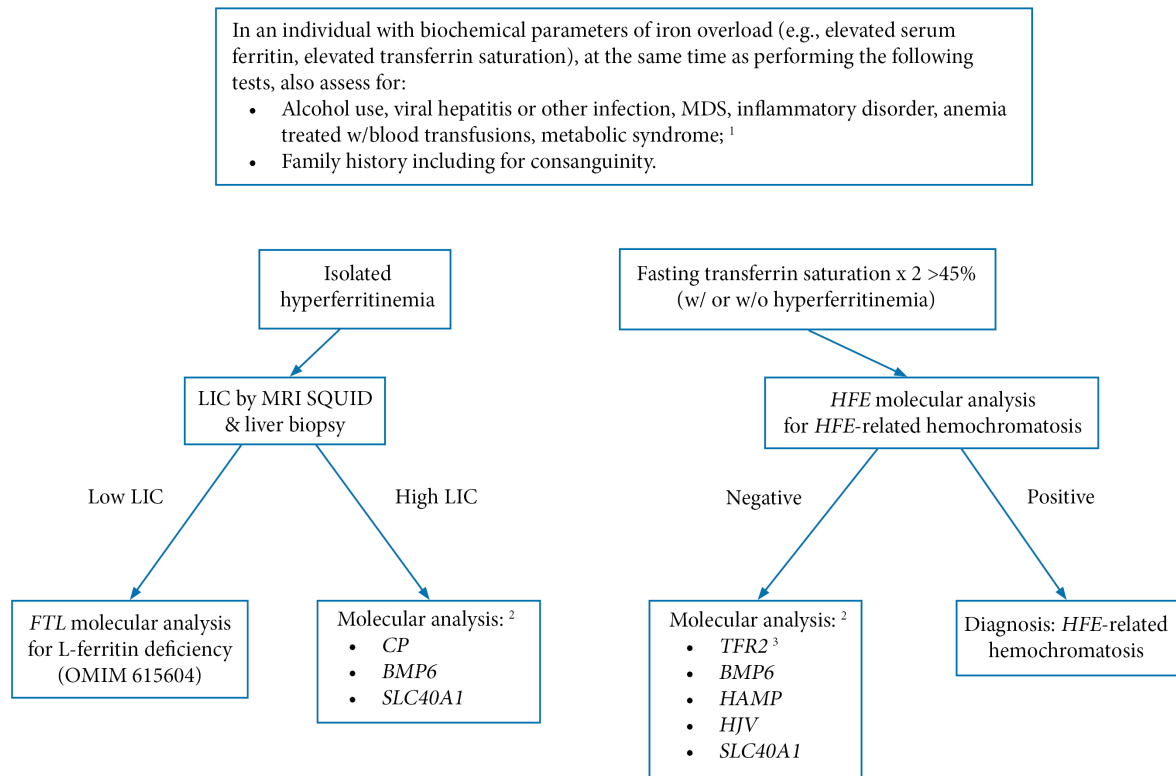 In an individual with biochemical parameters of iron overload (e.g., elevated serum
ferritin, elevated transferrin saturation), at the same time as performing the following
tests, also assess for:
• Alcohol use, viral hepatitis or other infection, MDS, inflammatory disorder, anemia
treated w/blood transfusions, metabolic syndrome; ¹
• Family history including for consanguinity.
Isolated
hyperferritinemia
Fasting transferrin saturation x 2 >45%
(w/ or w/o hyperferritinemia)
LIC by MRI SQUID
& liver biopsy
HFE molecular analysis
for HFE-related hemochromatosis
Low LIC
High LIC
Negative
Positive
FTL molecular analysis
for L-ferritin deficiency
(OMIM 615604)
Molecular analysis: ²
• CP
• BMP6
• SLC40A1
Molecular analysis: ²
• TFR2 ³
• BMP6
• HAMP
• HJV
• SLC40A1
Diagnosis: HFE-related
hemochromatosis